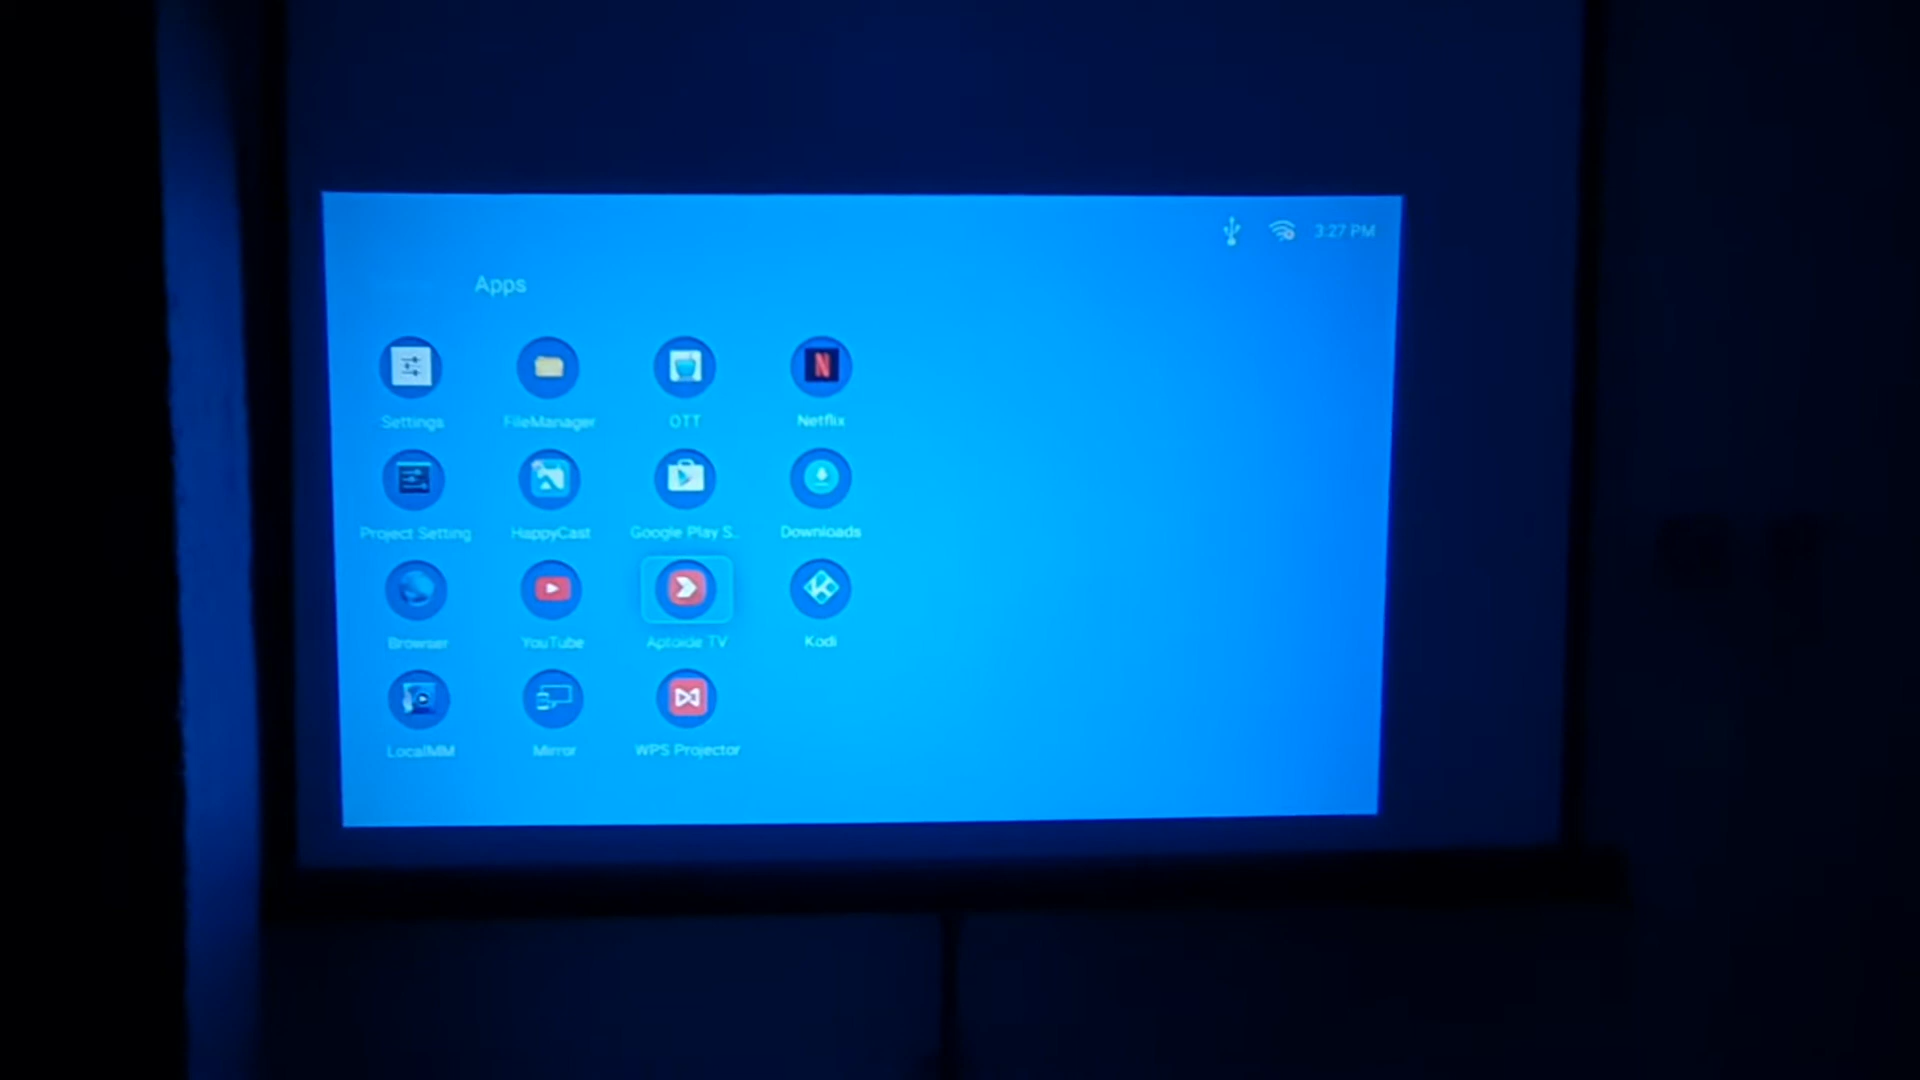 3:27 PM
Apps
Settings FileManager OTT Netflix
Project Setting HappyCast Google Play S.. Downloads
Browser YouTube Aptoide TV Kodi
LocalMM Mirror WPS Projector